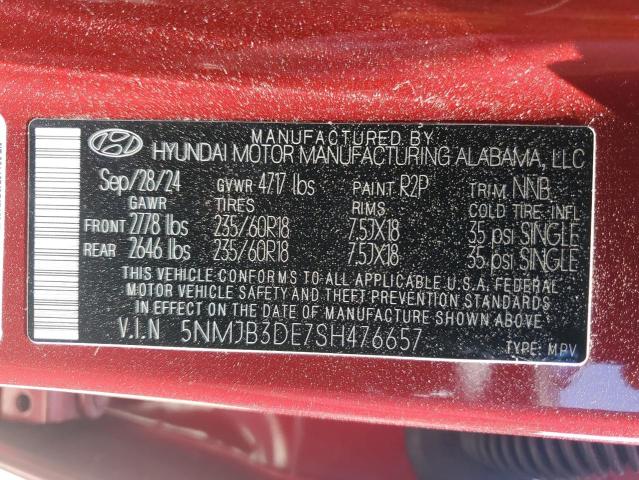 MANUFACTURED BY
HYUNDAI MOTOR MANUFACTURING ALABAMA, LLC
Sep/28/24 GVWR 4717 lbs PAINT R2P TRIM NNB
GAWR TIRES RIMS COLD TIRE INFL
FRONT 2778 lbs 235/60R18 7.5JX18 35 psi SINGLE
REAR 2646 lbs 235/60R18 7.5JX18 35 psi SINGLE
THIS VEHICLE CONFORMS TO ALL APPLICABLE U.S.A. FEDERAL
MOTOR VEHICLE SAFETY AND THEFT PREVENTION STANDARDS
IN EFFECT ON THE DATE OF MANUFACTURE SHOWN ABOVE.
V.I.N 5NMJB3DE7SH476657
TYPE: MPV